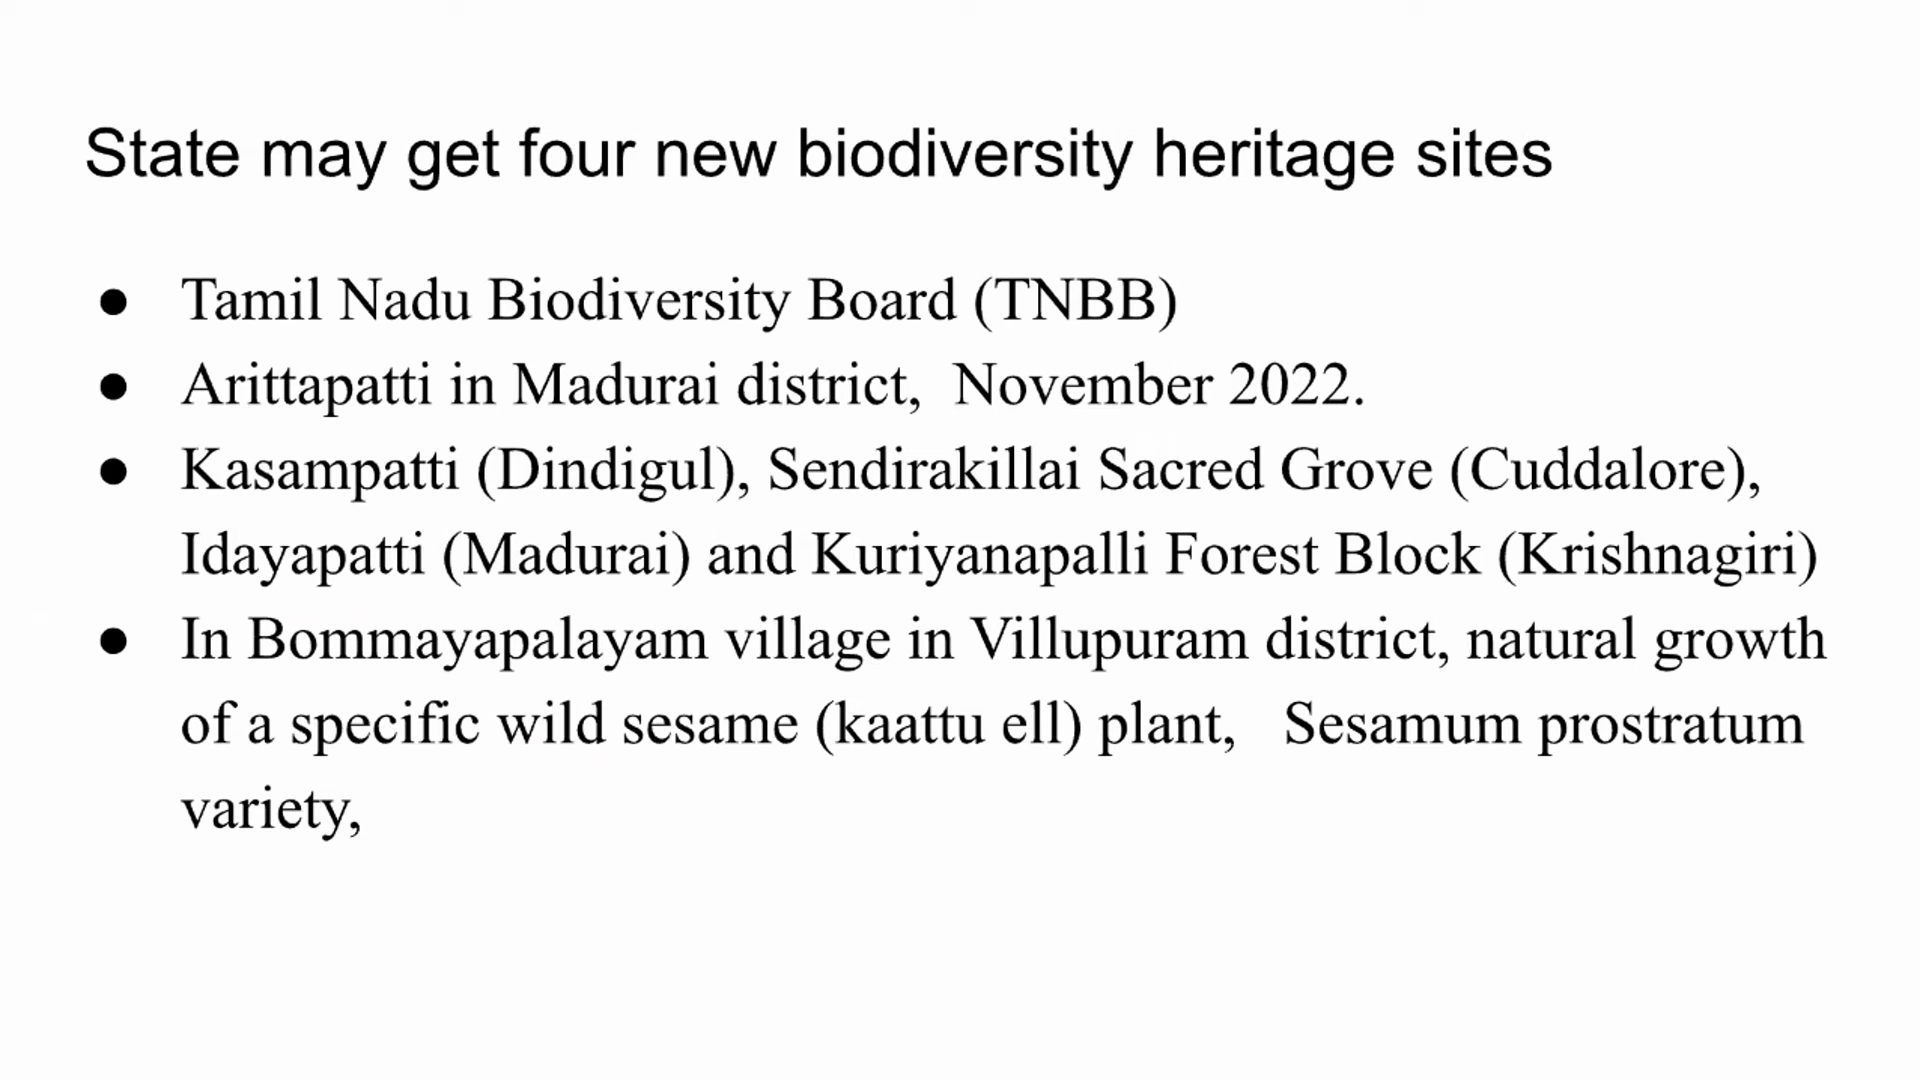 State may get four new biodiversity heritage sites
● Tamil Nadu Biodiversity Board (TNBB)
● Arittapatti in Madurai district,  November 2022.
● Kasampatti (Dindigul), Sendirakillai Sacred Grove (Cuddalore),
Idayapatti (Madurai) and Kuriyanapalli Forest Block (Krishnagiri)
● In Bommayapalayam village in Villupuram district, natural growth
of a specific wild sesame (kaattu ell) plant,   Sesamum prostratum
variety,